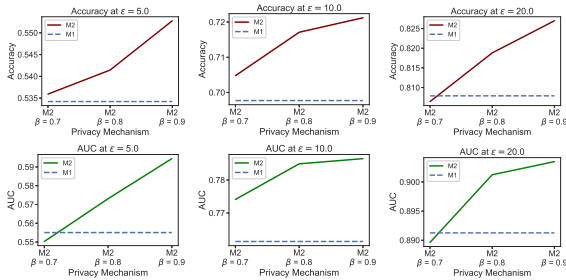 Accuracy at ε = 5.0
Accuracy
0.550
0.545
0.540
0.535
M2
M1
M2
β = 0.7
M2
β = 0.8
M2
β = 0.9
Privacy Mechanism
Accuracy at ε = 10.0
Accuracy
0.72
0.71
0.70
M2
M1
M2
β = 0.7
M2
β = 0.8
M2
β = 0.9
Privacy Mechanism
Accuracy at ε = 20.0
Accuracy
0.825
0.820
0.815
0.810
M2
M1
M2
β = 0.7
M2
β = 0.8
M2
β = 0.9
Privacy Mechanism
AUC at ε = 5.0
AUC
0.59
0.58
0.57
0.56
0.55
M2
M1
M2
β = 0.7
M2
β = 0.8
M2
β = 0.9
Privacy Mechanism
AUC at ε = 10.0
AUC
0.78
0.77
M2
M1
M2
β = 0.7
M2
β = 0.8
M2
β = 0.9
Privacy Mechanism
AUC at ε = 20.0
AUC
0.900
0.895
0.890
M2
M1
M2
β = 0.7
M2
β = 0.8
M2
β = 0.9
Privacy Mechanism